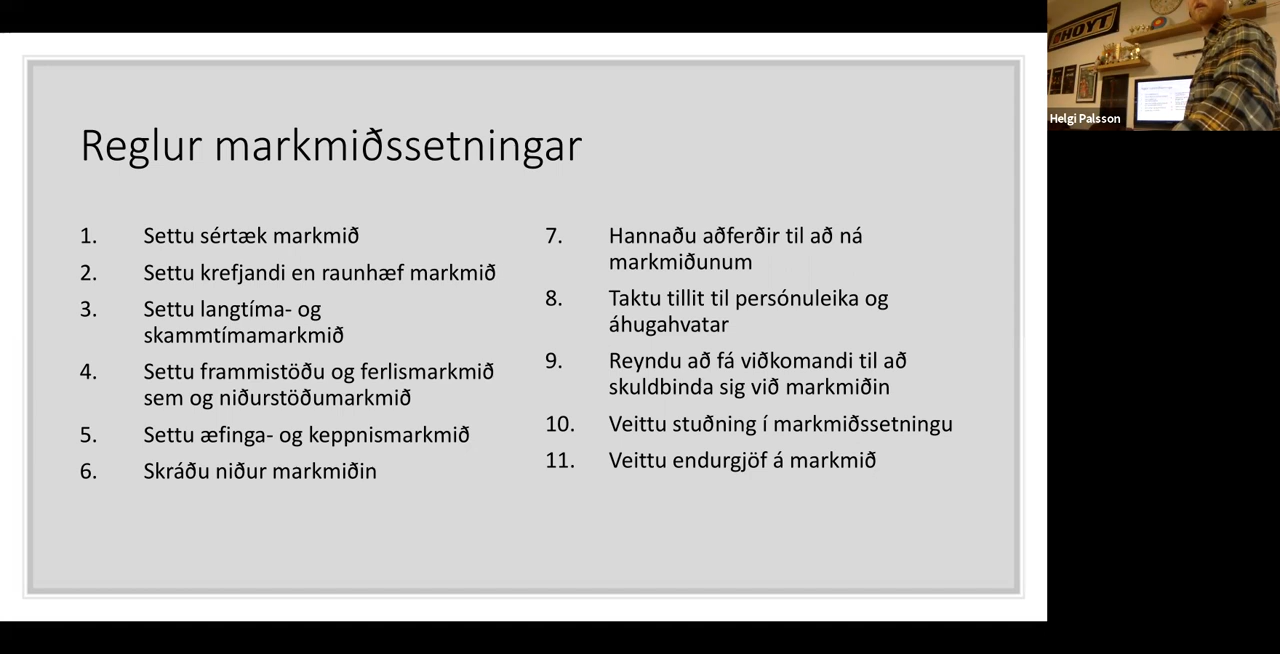 Reglur markmiðssetningar
1. Settu sértæk markmið
2. Settu krefjandi en raunhæf markmið
3. Settu langtíma- og
skammtímamarkmið
4. Settu frammistöðu og ferlismarkmið
sem og niðurstöðumarkmið
5. Settu æfinga- og keppnismarkmið
6. Skráðu niður markmiðin
7. Hannaðu aðferðir til að ná
markmiðunum
8. Taktu tillit til persónuleika og
áhugahvatar
9. Reyndu að fá viðkomandi til að
skuldbinda sig við markmiðin
10. Veittu stuðning í markmiðssetningu
11. Veittu endurgjöf á markmið
HOYT
Helgi Palsson